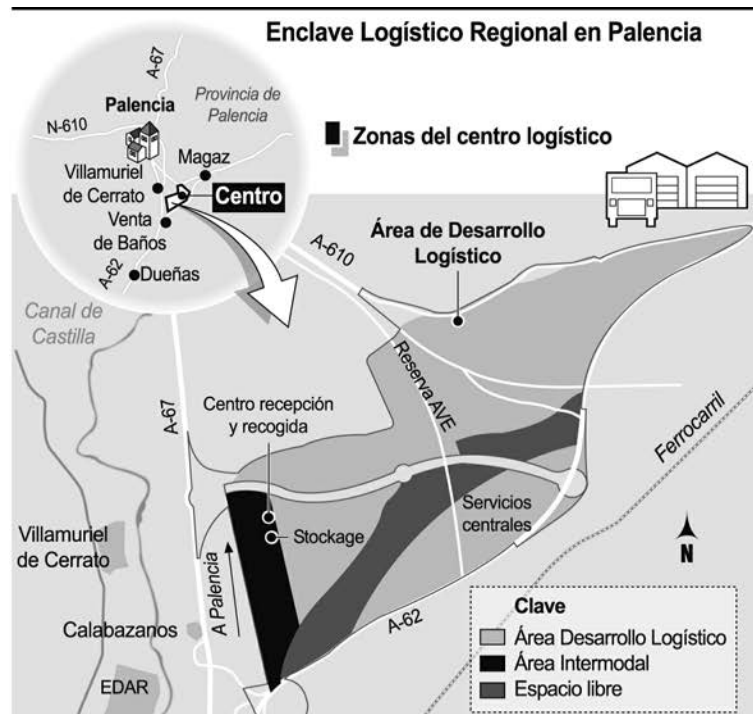 Enclave Logístico Regional en Palencia
A-67
Palencia
Provincia de
Palencia
N-610
Magaz
Villamuriel
de Cerrato
Centro
Venta
de Baños
A-62
Dueñas
Zonas del centro logístico
A-610
Área de Desarrollo
Logístico
Canal de
Castilla
Reserva AVE
A-67
Centro recepción
y recogida
Ferrocarril
Servicios
centrales
Stockage
Villamuriel
de Cerrato
A Palencia
N
A-62
Calabazanos
EDAR
Clave
Área Desarrollo Logístico
Área Intermodal
Espacio libre